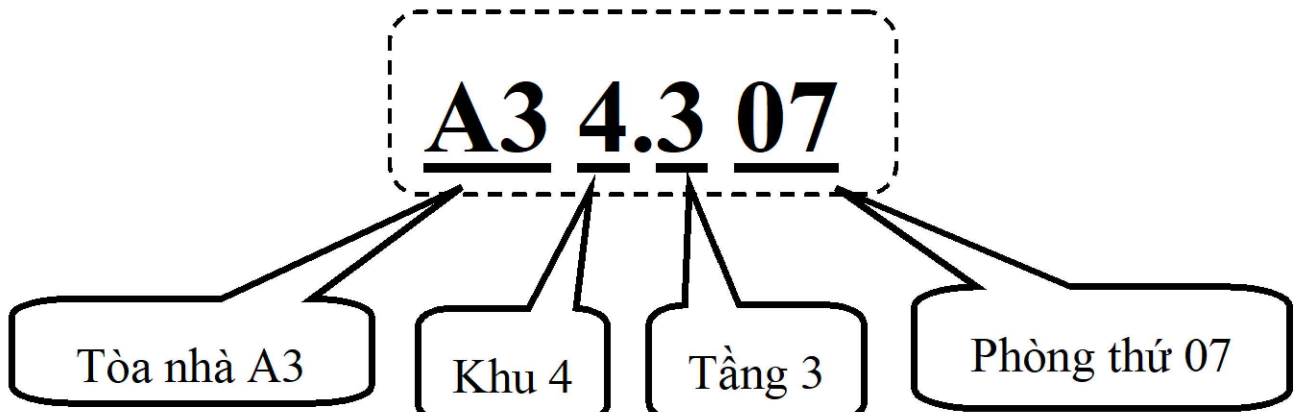 A3 4.3 07
Tòa nhà A3
Khu 4
Tầng 3
Phòng thứ 07